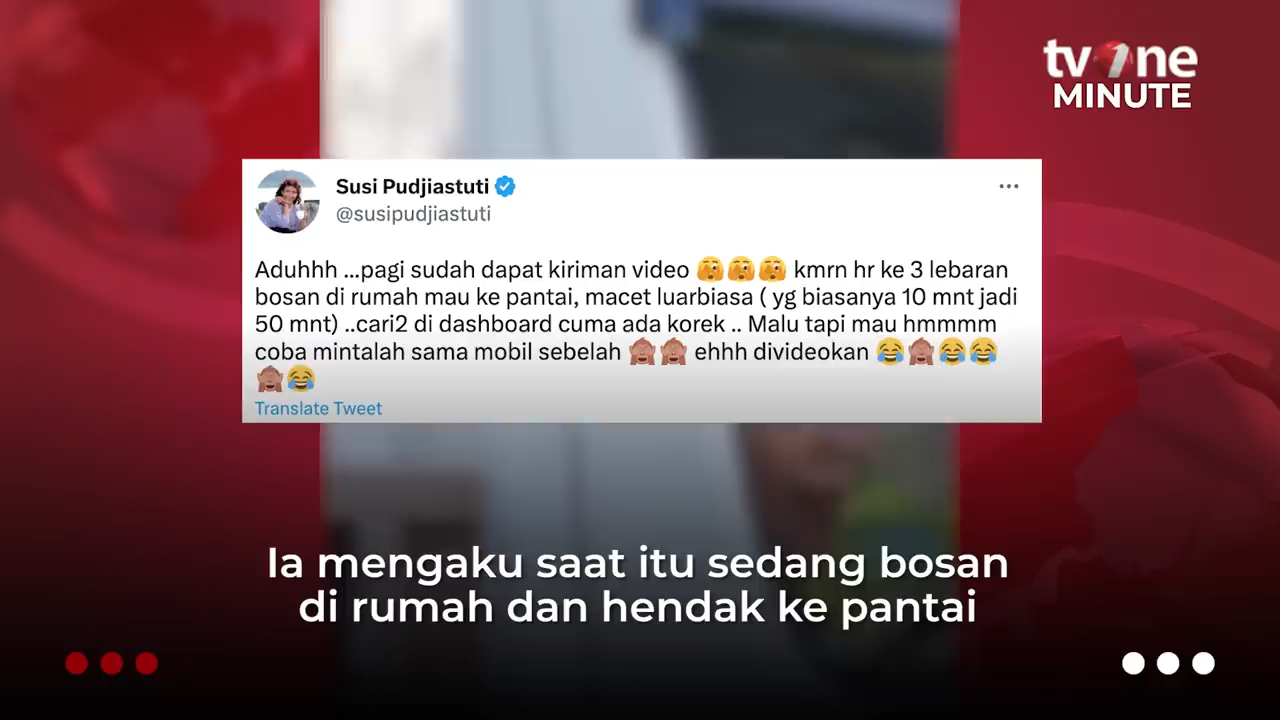 tvOne
MINUTE
Susi Pudjiastuti
@susipudjiastuti
Aduhhh ...pagi sudah dapat kiriman video 🫣🫣🫣 kmrn hr ke 3 lebaran
bosan di rumah mau ke pantai, macet luarbiasa ( yg biasanya 10 mnt jadi
50 mnt) ..cari2 di dashboard cuma ada korek .. Malu tapi mau hmmmm
coba mintalah sama mobil sebelah 🙈🙈 ehhh divideokan 😂🙈😂😂
🙈😂
Translate Tweet
Ia mengaku saat itu sedang bosan
di rumah dan hendak ke pantai